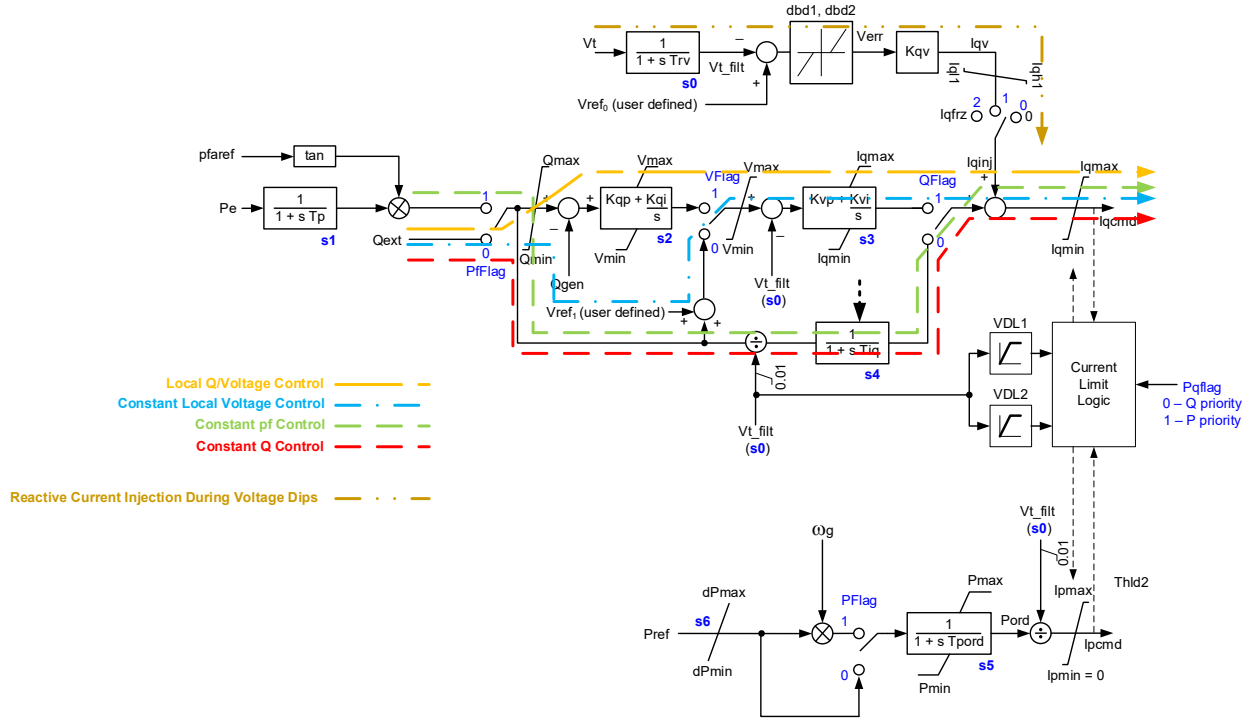 dbd1, dbd2
Vt
1
1 + s Trv
s0
Vt_filt
−
+
Verr
Kqv
Iqv
Iql1
Iqh1
Vref0 (user defined)
Iqfrz
2
1
0
0
pfaref
tan
Pe
1
1 + s Tp
s1
Qext
1
0
PfFlag
Qmax
Qmin
+
−
Qgen
Vmax
Kqp + Kqi
s
s2
Vmin
VFlag
1
0
Vmax
Vmin
+
−
Vt_filt
(s0)
Iqmax
Kvp + Kvi
s
s3
Iqmin
QFlag
1
0
Iqinj
+
+
Iqmax
Iqmin
Iqcmd
Vref1 (user defined)
+
+
÷
0.01
1
1 + s Tiq
s4
Vt_filt
(s0)
VDL1
VDL2
Current
Limit
Logic
Pqflag
0 – Q priority
1 – P priority
Local Q/Voltage Control
Constant Local Voltage Control
Constant pf Control
Constant Q Control
Reactive Current Injection During Voltage Dips
Pref
s6
dPmax
dPmin
ωg
PFlag
1
0
Pmax
1
1 + s Tpord
s5
Pmin
Pord
÷
Vt_filt
(s0)
0.01
Ipmax
Thld2
Ipcmd
Ipmin = 0